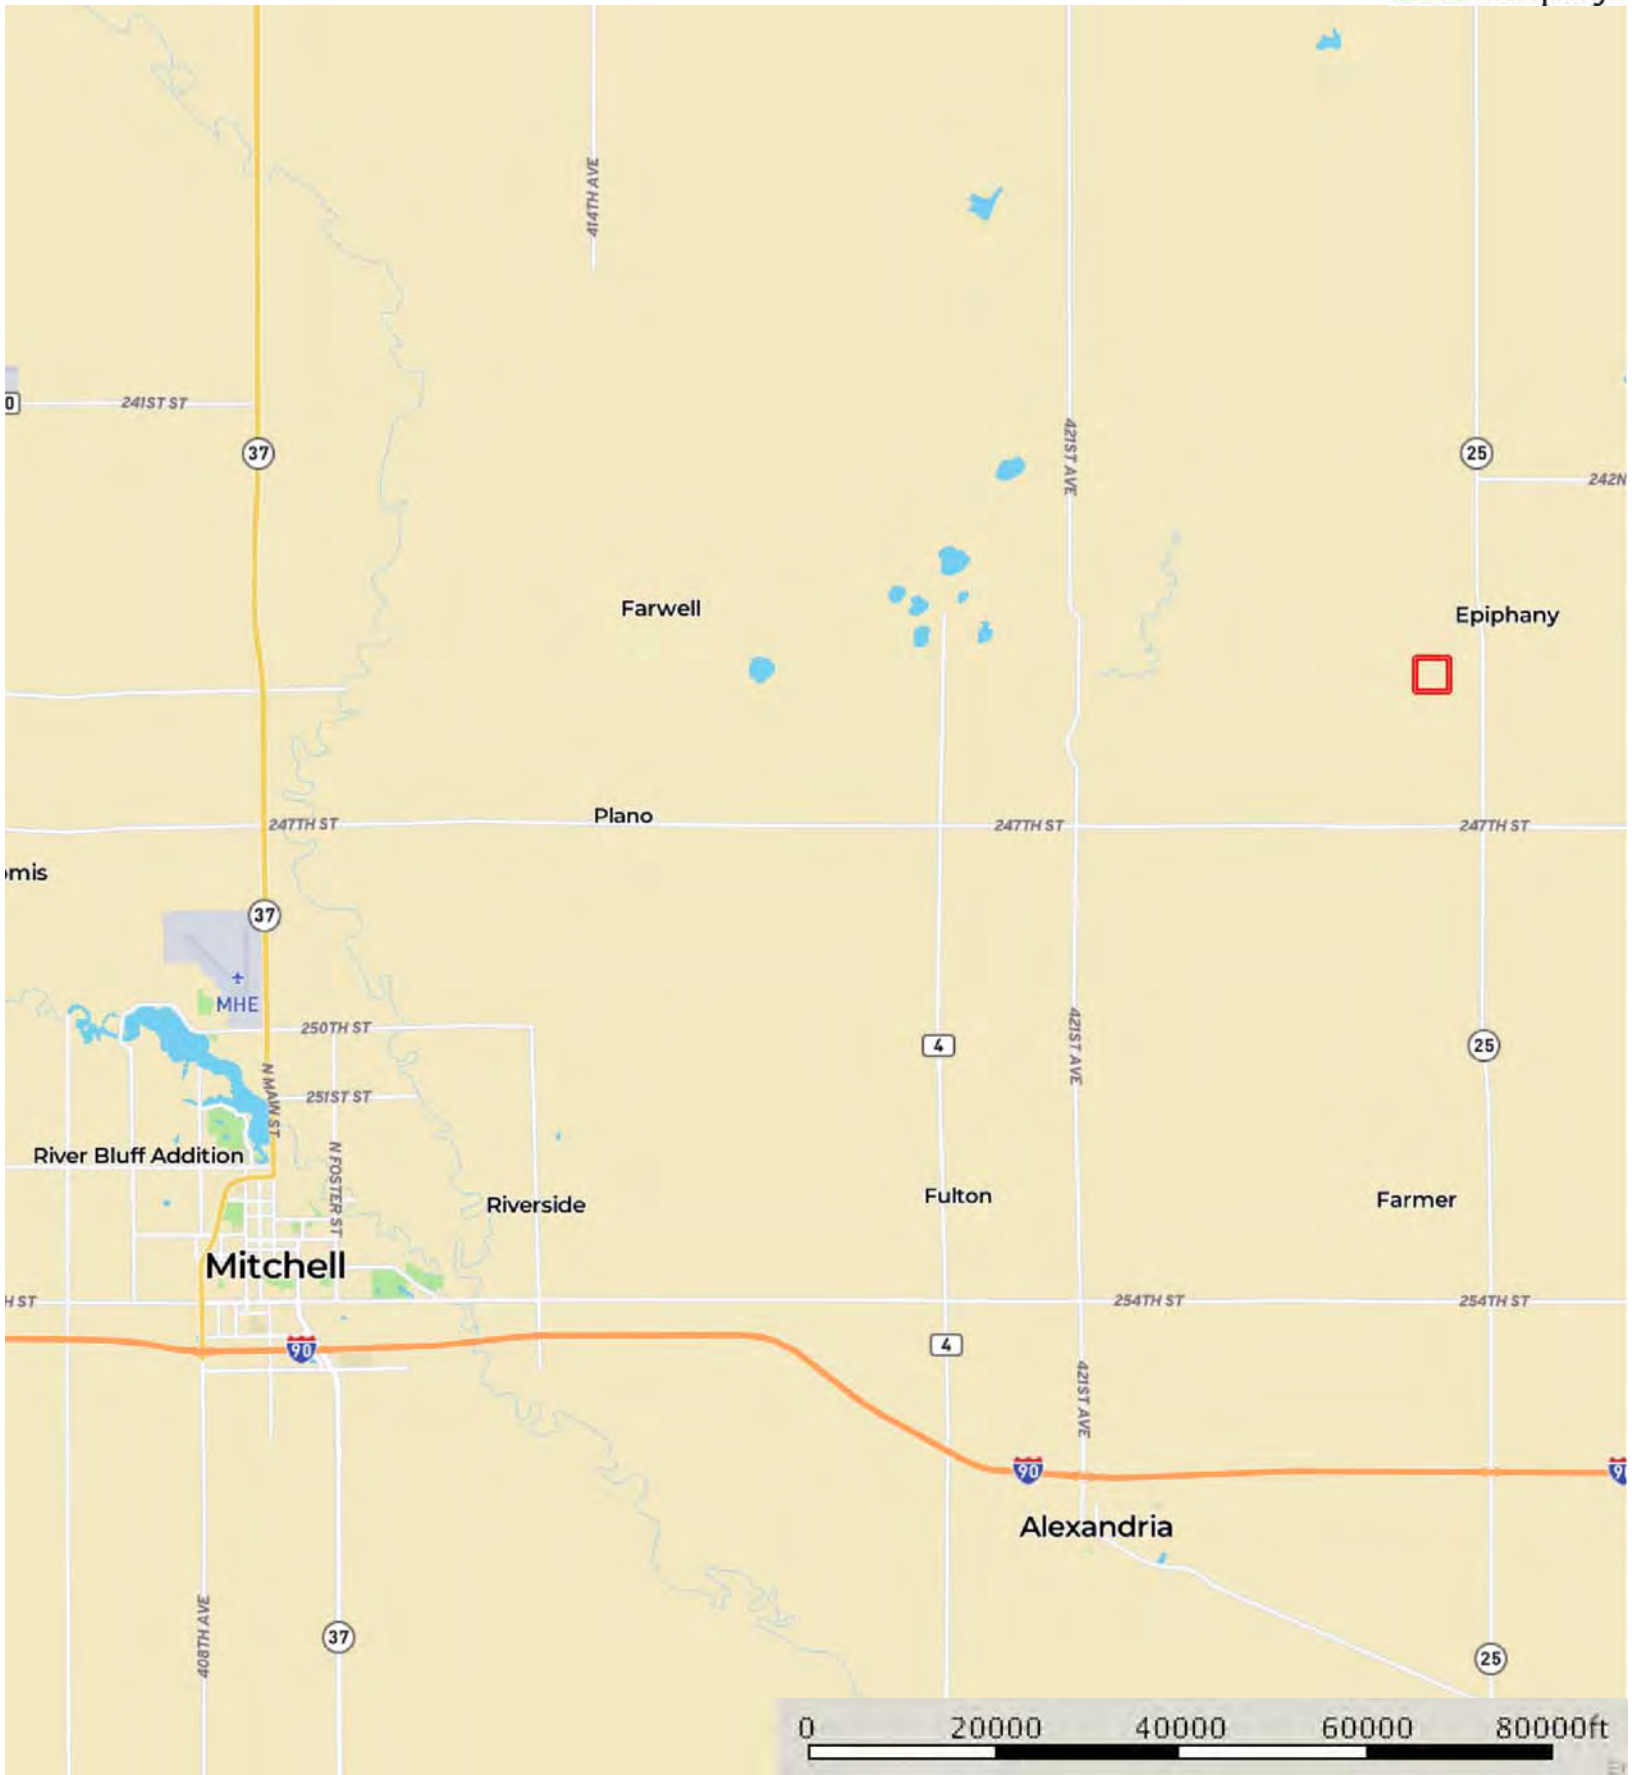 414TH AVE
241ST ST
37
421ST AVE
25
242N
0
Farwell
Epiphany
Plano
247TH ST
247TH ST
247TH ST
omis
37
MHE
250TH ST
4
421ST AVE
25
N MAIN ST
251ST ST
N FOSTER ST
River Bluff Addition
Riverside
Fulton
Farmer
Mitchell
H ST
254TH ST
254TH ST
90
4
421ST AVE
90
9
Alexandria
408TH AVE
37
25
0 20000 40000 60000 80000ft